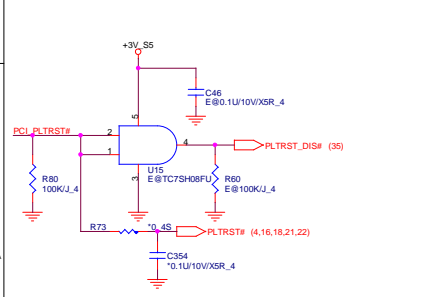 +3V_S5
C46
E@0.1U/10V/X5R_4
5
PCI_PLTRST#
2
1
4
PLTRST_DIS# (35)
3
U15
E@TC7SH08FU
R80
100K/J_4
R60
E@100K/J_4
R73
*0_4S
PLTRST# (4,16,18,21,22)
C354
*0.1U/10V/X5R_4